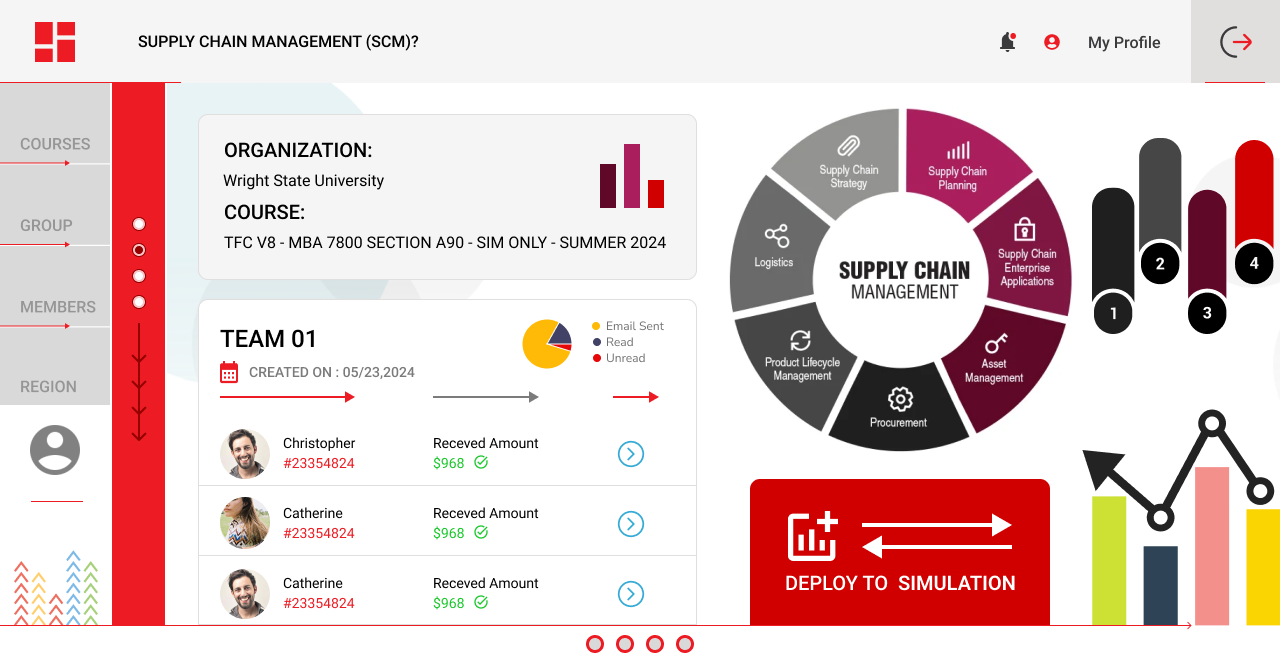 SUPPLY CHAIN MANAGEMENT (SCM)?
My Profile
COURSES
GROUP
MEMBERS
REGION
ORGANIZATION:
Wright State University
COURSE:
TFC V8 - MBA 7800 SECTION A90 - SIM ONLY - SUMMER 2024
TEAM 01
CREATED ON : 05/23,2024
Email Sent
Read
Unread
Christopher
#23354824
Receved Amount
$968
Catherine
#23354824
Receved Amount
$968
Catherine
#23354824
Receved Amount
$968
Supply Chain
Strategy
Supply Chain
Planning
Logistics
Supply Chain
Enterprise
Applications
SUPPLY CHAIN
MANAGEMENT
Product Lifecycle
Management
Asset
Management
Procurement
1
2
3
4
DEPLOY TO SIMULATION